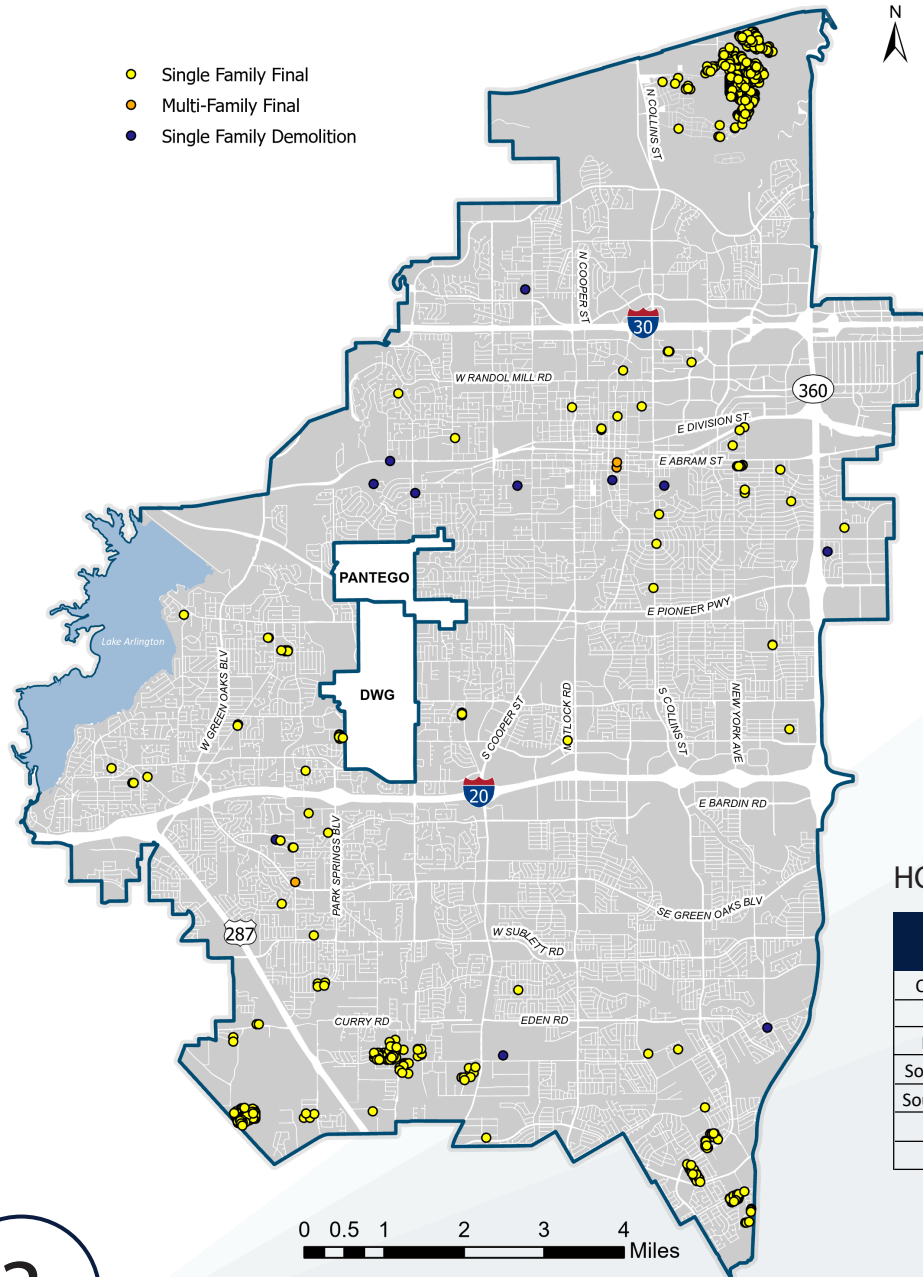 N
Single Family Final
Multi-Family Final
Single Family Demolition
N COLLINS ST
N COOPER ST
30
W RANDOL MILL RD
360
E DIVISION ST
E ABRAM ST
PANTEGO
E PIONEER PWY
Lake Arlington
W GREEN OAKS BLV
DWG
S COOPER ST
MATLOCK RD
S COLLINS ST
NEW YORK AVE
20
E BARDIN RD
PARK SPRINGS BLV
HO
SE GREEN OAKS BLV
287
W SUBLETT RD
CURRY RD
EDEN RD
Sou
0 0.5 1 2 3 4
Miles